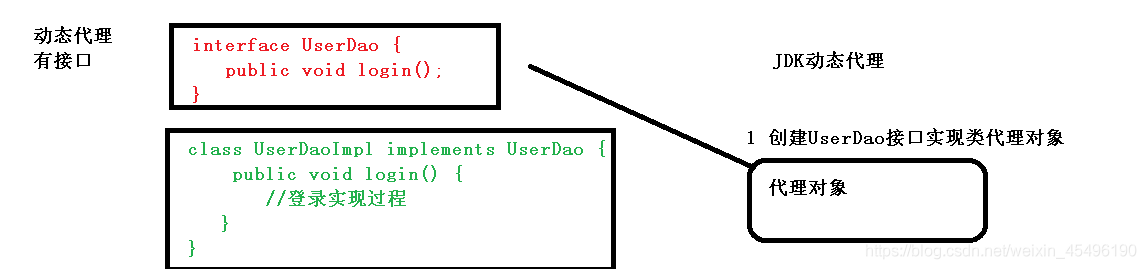 动态代理
有接口
interface UserDao {
public void login();
}
class UserDaoImpl implements UserDao {
public void login() {
//登录实现过程
}
}
JDK动态代理
1 创建UserDao接口实现类代理对象
代理对象
https://blog.csdn.net/weixin_45496190